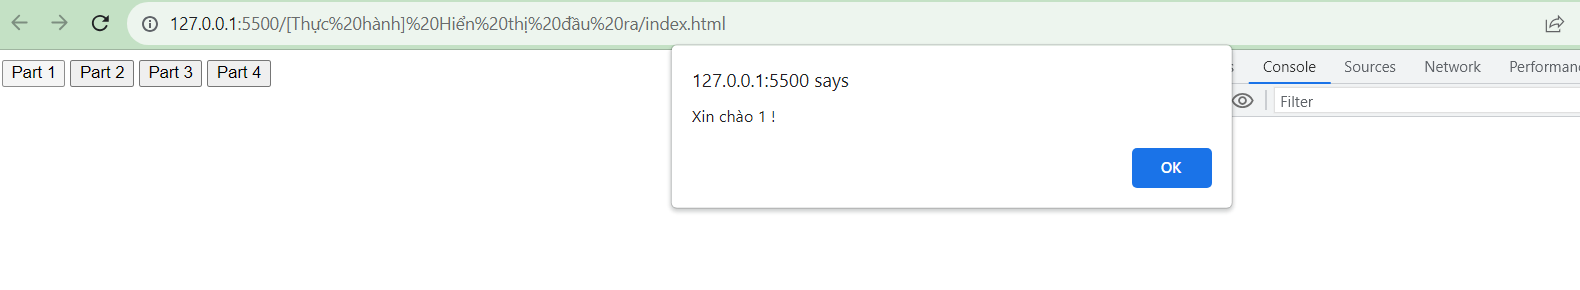 127.0.0.1:5500/[Thực%20hành]%20Hiển%20thị%20đầu%20ra/index.html
Part 1 Part 2 Part 3 Part 4
127.0.0.1:5500 says
Xin chào 1 !
OK
Console Sources Network
Filter